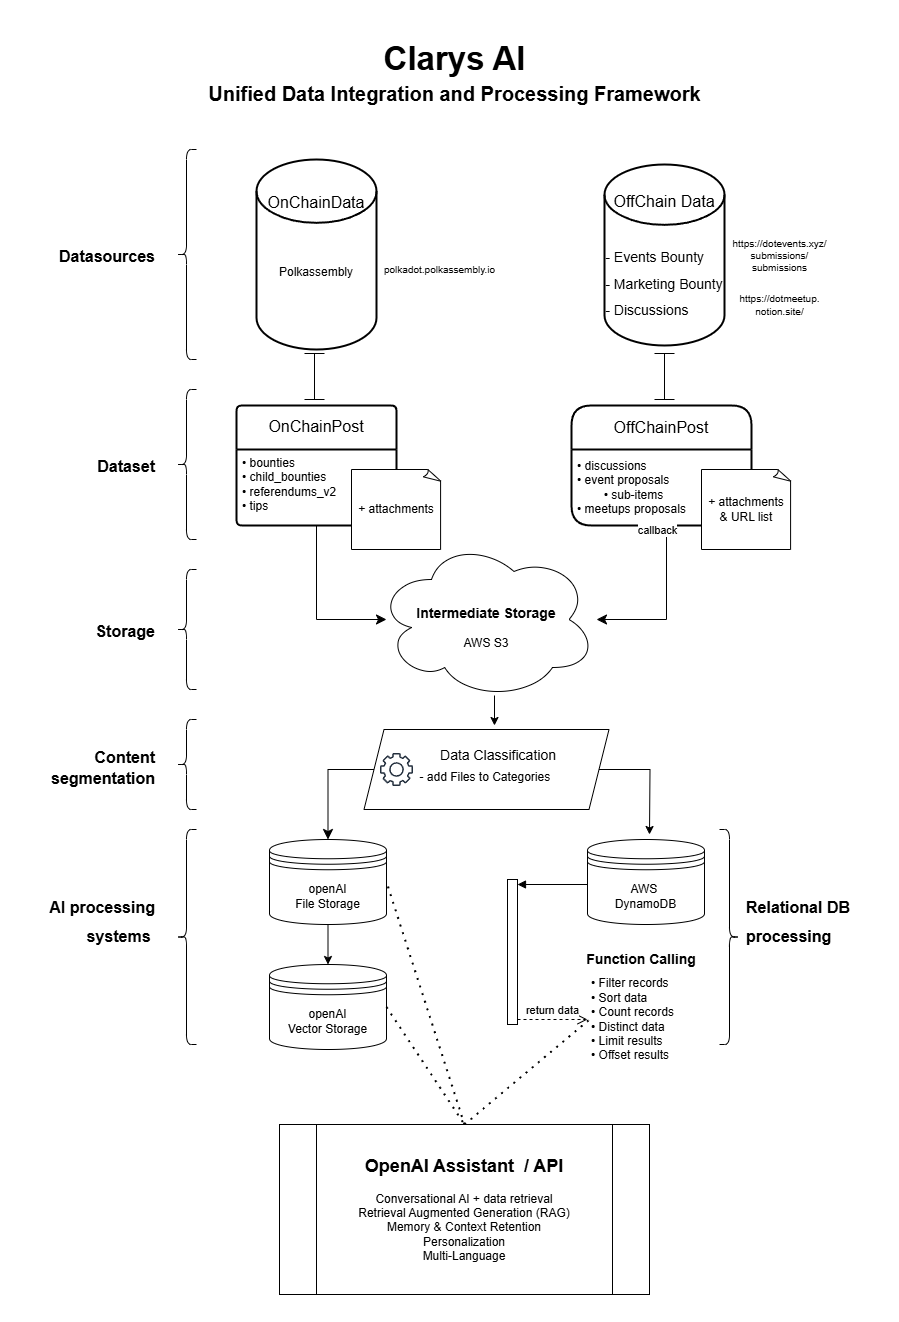 Clarys AI
Unified Data Integration and Processing Framework
Datasources
OnChainData
Polkassembly
polkadot.polkassembly.io
OffChain Data
- Events Bounty
- Marketing Bounty
- Discussions
https://dotevents.xyz/
submissions/
submissions
https://dotmeetup.
notion.site/
Dataset
OnChainPost
• bounties
• child_bounties
• referendums_v2
• tips
+ attachments
OffChainPost
• discussions
• event proposals
• sub-items
• meetups proposals
+ attachments
& URL list
callback
Storage
Intermediate Storage
AWS S3
Content
segmentation
Data Classification
- add Files to Categories
AI processing
systems
openAI
File Storage
openAI
Vector Storage
AWS
DynamoDB
Relational DB
processing
Function Calling
• Filter records
• Sort data
• Count records
• Distinct data
• Limit results
• Offset results
return data
OpenAI Assistant / API
Conversational AI + data retrieval
Retrieval Augmented Generation (RAG)
Memory & Context Retention
Personalization
Multi-Language